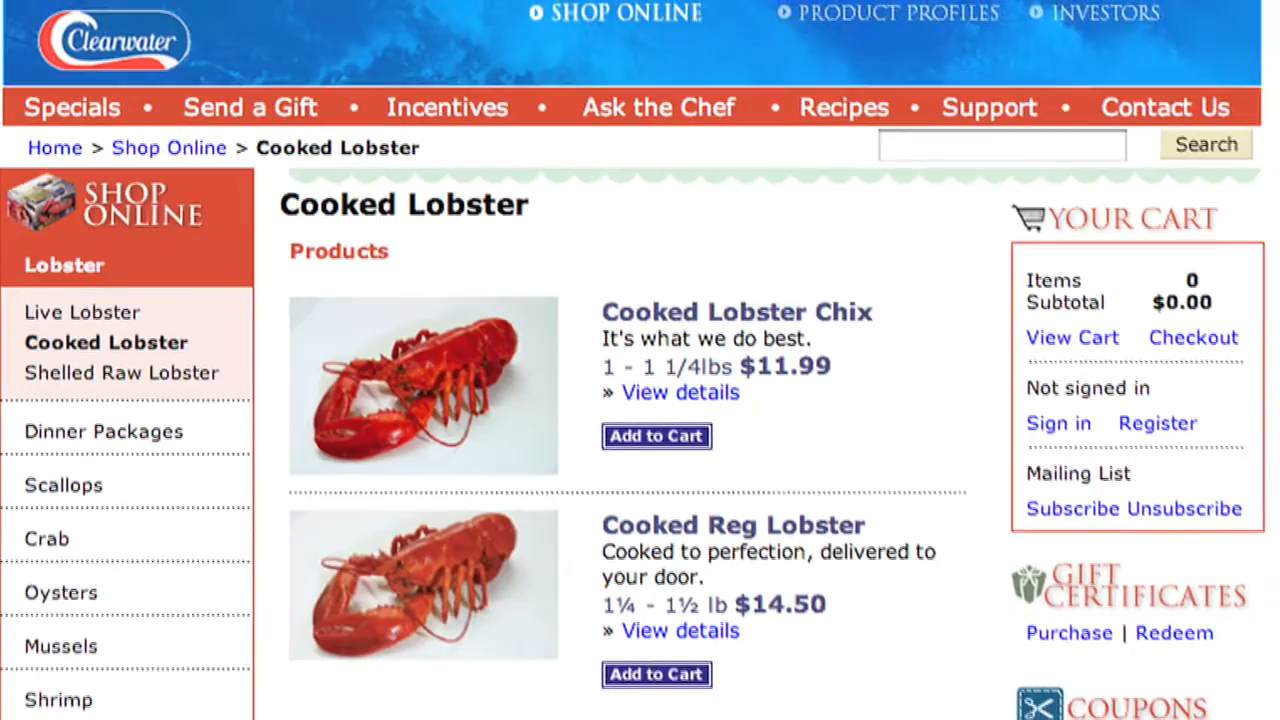 SHOP ONLINE
PRODUCT PROFILES
INVESTORS
Clearwater
Specials • Send a Gift • Incentives • Ask the Chef • Recipes • Support • Contact Us
Home > Shop Online > Cooked Lobster
Search
SHOP
ONLINE
Lobster
Live Lobster
Cooked Lobster
Shelled Raw Lobster
Dinner Packages
Scallops
Crab
Oysters
Mussels
Shrimp
Cooked Lobster
Products
Cooked Lobster Chix
It's what we do best.
1 - 1 1/4lbs $11.99
» View details
Add to Cart
Cooked Reg Lobster
Cooked to perfection, delivered to
your door.
1¼ - 1½ lb $14.50
» View details
Add to Cart
YOUR CART
Items 0
Subtotal $0.00
View Cart Checkout
Not signed in
Sign in Register
Mailing List
Subscribe Unsubscribe
GIFT
CERTIFICATES
Purchase | Redeem
COUPONS